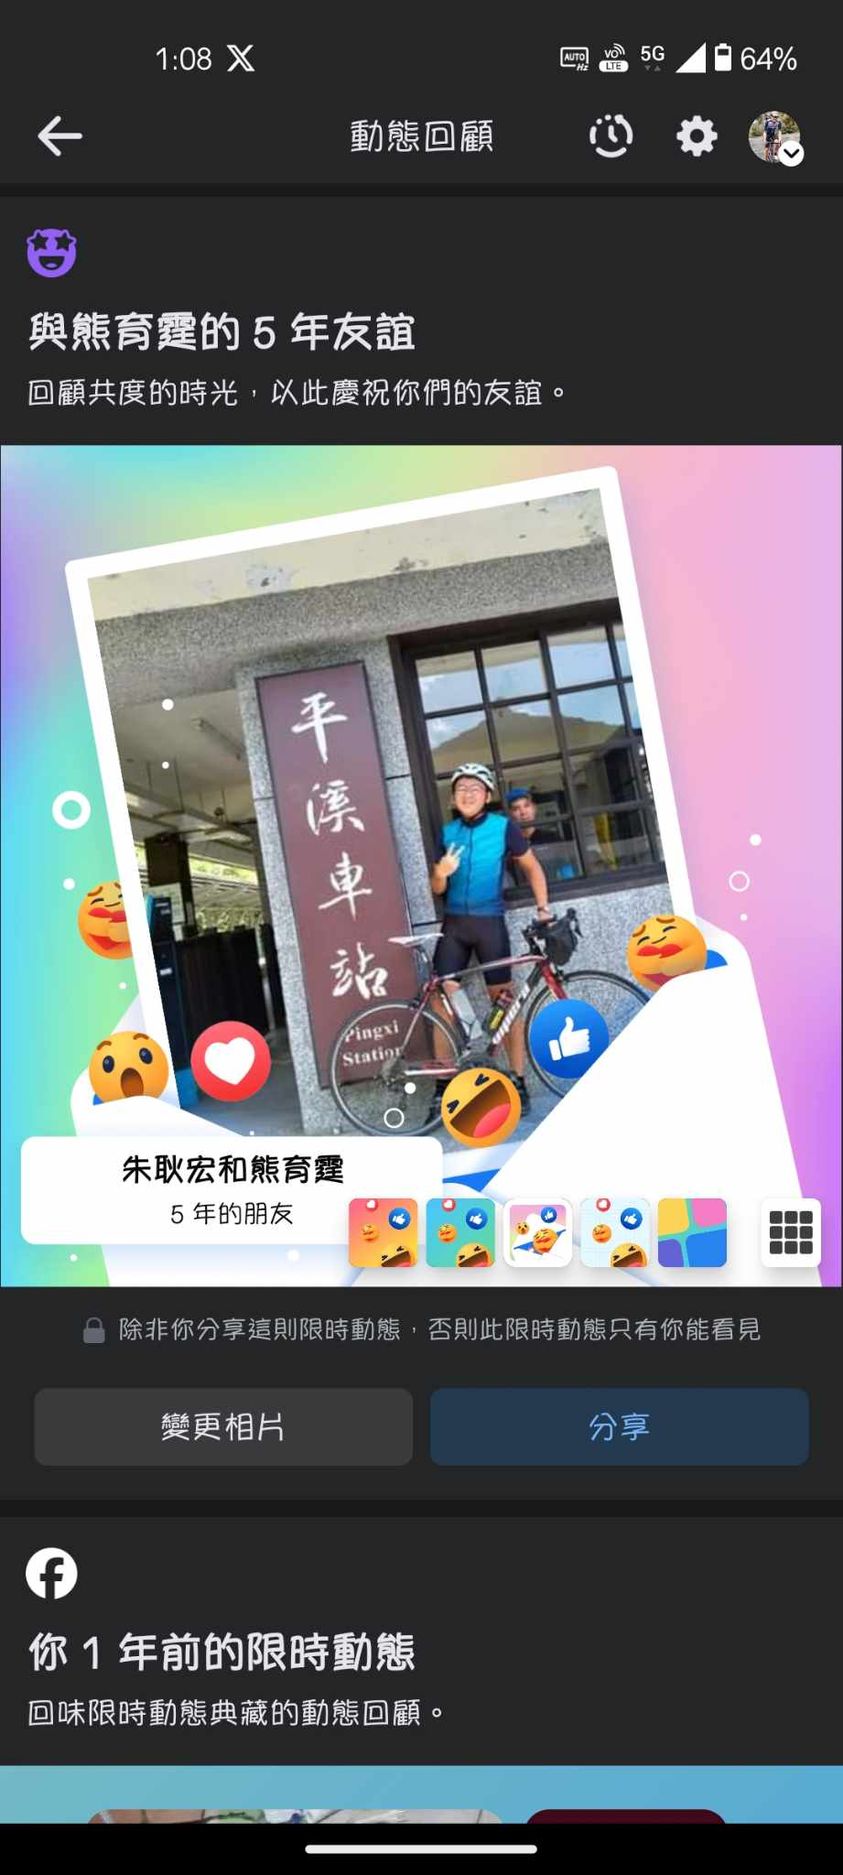 1:08
AUTO Hz VO LTE 5G 64%
動態回顧
與熊育霆的 5 年友誼
回顧共度的時光，以此慶祝你們的友誼。
平溪車站
Pingxi
Station
朱耿宏和熊育霆
5 年的朋友
除非你分享這則限時動態，否則此限時動態只有你能看見
變更相片
分享
你 1 年前的限時動態
回味限時動態典藏的動態回顧。